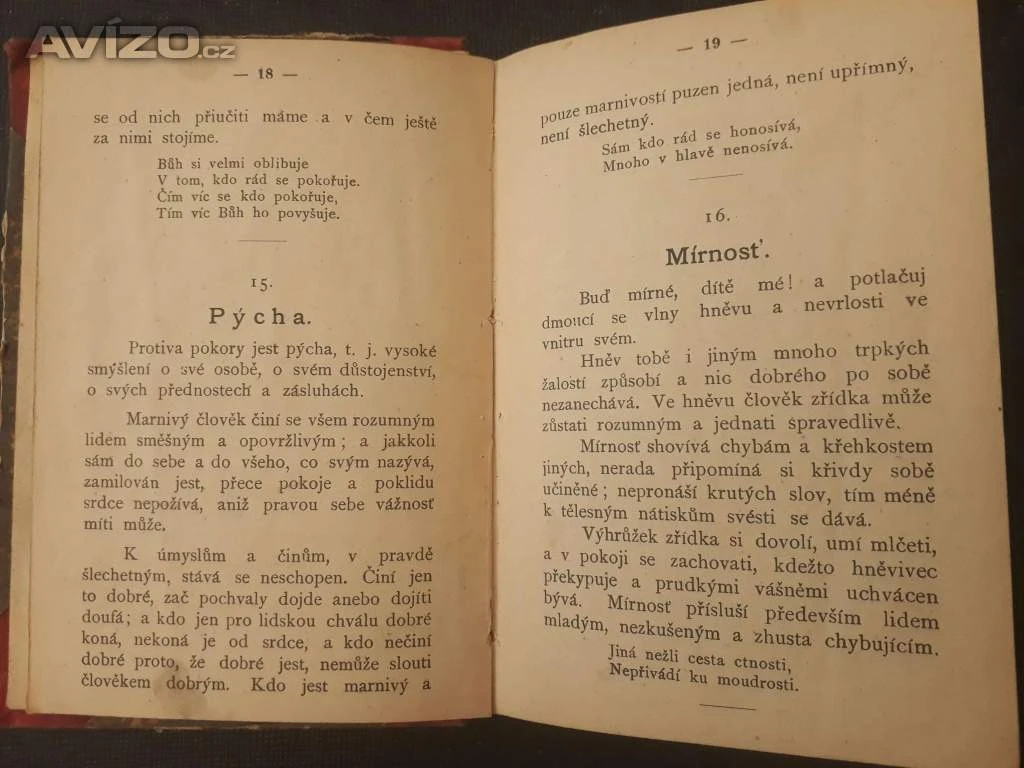 AVÍZO.cz
— 18 —
se od nich přiučiti máme a v čem ještě
za nimi stojíme.
Bůh si velmi oblibuje
V tom, kdo rád se pokořuje.
Čím víc se kdo pokořuje,
Tím víc Bůh ho povyšuje.
15.
Pýcha.
Protiva pokory jest pýcha, t. j. vysoké
smýšlení o své osobě, o svém důstojenství,
o svých přednostech a zásluhách.
Marnivý člověk činí se všem rozumným
lidem směšným a opovržlivým; a jakkoli
sám do sebe a do všeho, co svým nazývá,
zamilován jest, přece pokoje a poklidu
srdce nepožívá, aniž pravou sebe vážnosť
míti může.
K úmyslům a činům, v pravdě
šlechetným, stává se neschopen. Činí jen
to dobré, zač pochvaly dojde anebo dojíti
doufá; a kdo jen pro lidskou chválu dobré
koná, nekoná je od srdce, a kdo nečiní
dobré proto, že dobré jest, nemůže slouti
člověkem dobrým. Kdo jest marnivý a
— 19 —
pouze marnivostí puzen jedná, není upřímný,
není šlechetný.
Sám kdo rád se honosívá,
Mnoho v hlavě nenosívá.
16.
Mírnosť.
Buď mírné, dítě mé! a potlačuj
dmoucí se vlny hněvu a nevrlosti ve
vnitru svém.
Hněv tobě i jiným mnoho trpkých
žalostí způsobí a nic dobrého po sobě
nezanechává. Ve hněvu člověk zřídka může
zůstati rozumným a jednati spravedlivě.
Mírnosť shovívá chybám a křehkostem
jiných, nerada připomíná si křivdy sobě
učiněné; nepronáší krutých slov, tím méně
k tělesným nátiskům svésti se dává.
Výhrůžek zřídka si dovolí, umí mlčeti,
a v pokoji se zachovati, kdežto hněvivec
překypuje a prudkými vášněmi uchvácen
bývá. Mírnosť přísluší především lidem
mladým, nezkušeným a zhusta chybujícím.
Jiná nežli cesta ctnosti,
Nepřivádí ku moudrosti.